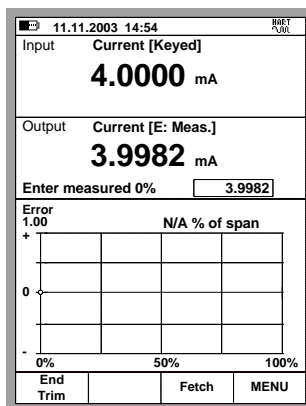 11.11.2003 14:54
HART
Input Current [Keyed]
4.0000 mA
Output Current [E: Meas.]
3.9982 mA
Enter measured 0% 3.9982
Error
1.00 N/A % of span
+
0
-
0% 50% 100%
End Trim Fetch MENU